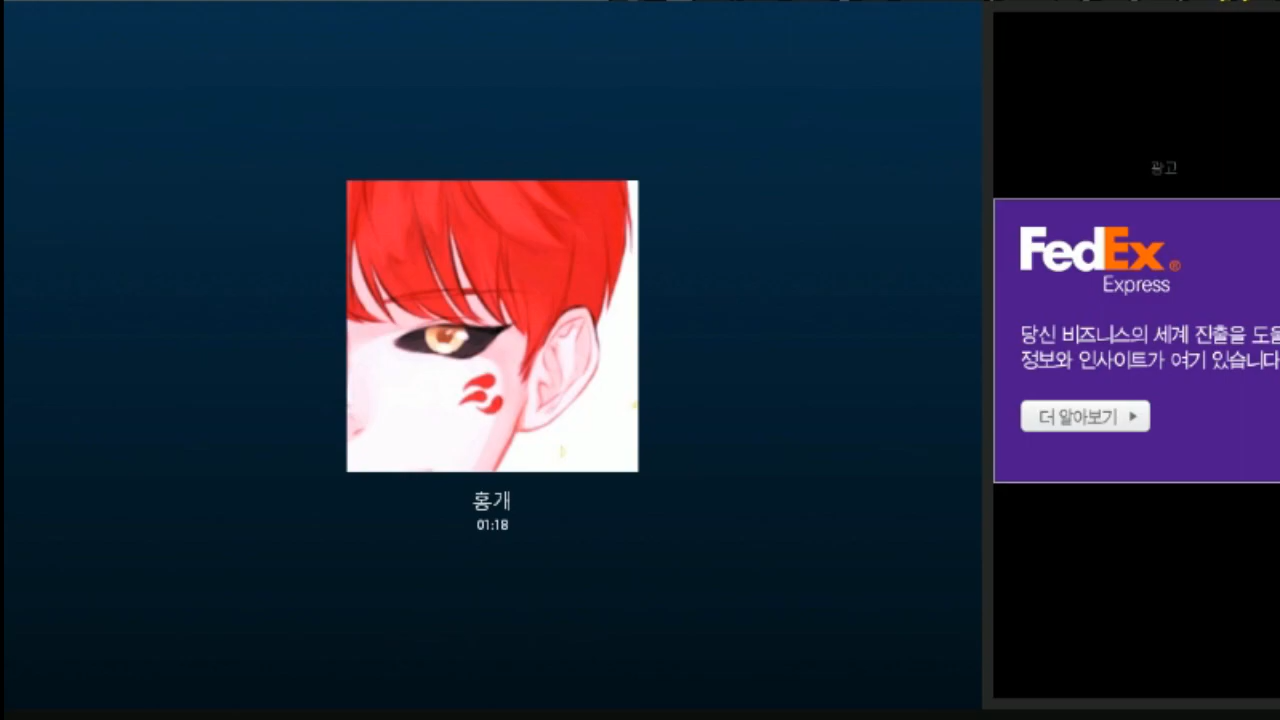 홍개
01:18
광고
FedEx®
Express
당신 비즈니스의 세계 진출을
정보와 인사이트가 여기 있습니다
더 알아보기